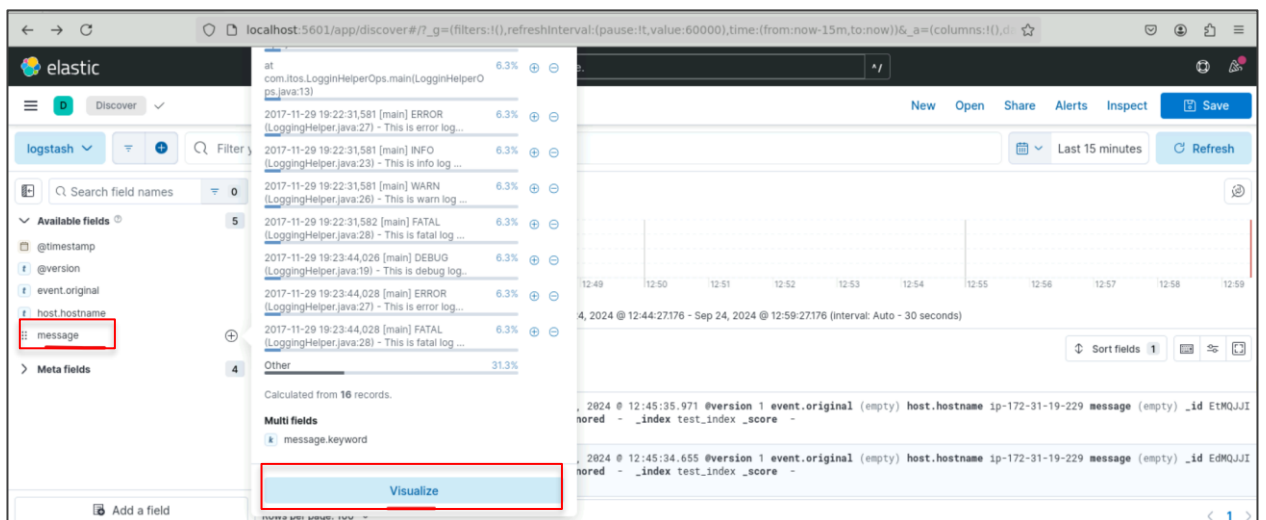 localhost:5601/app/discover#/?_g=(filters:!(),refreshInterval:(pause:!t,value:60000),time:(from:now-15m,to:now))&_a=(columns:!(),
elastic
^/
D Discover
New Open Share Alerts Inspect Save
logstash
Filter
Last 15 minutes
Refresh
Search field names
0
Available fields
5
@timestamp
@version
event.original
host.hostname
message
Meta fields
4
Add a field
at
com.itos.LogginHelperOps.main(LogginHelperO
ps.java:13)
6.3%
2017-11-29 19:22:31,581 [main] ERROR
(LoggingHelper.java:27) - This is error log...
6.3%
2017-11-29 19:22:31,581 [main] INFO
(LoggingHelper.java:23) - This is info log ...
6.3%
2017-11-29 19:22:31,581 [main] WARN
(LoggingHelper.java:26) - This is warn log ...
6.3%
2017-11-29 19:22:31,582 [main] FATAL
(LoggingHelper.java:28) - This is fatal log ...
6.3%
2017-11-29 19:23:44,026 [main] DEBUG
(LoggingHelper.java:19) - This is debug log..
6.3%
2017-11-29 19:23:44,028 [main] ERROR
(LoggingHelper.java:27) - This is error log...
6.3%
2017-11-29 19:23:44,028 [main] FATAL
(LoggingHelper.java:28) - This is fatal log ...
6.3%
Other
31.3%
Calculated from 16 records.
Multi fields
k message.keyword
Visualize
Rows per page: 100
12:49 12:50 12:51 12:52 12:53 12:54 12:55 12:56 12:57 12:58 12:59
4, 2024 @ 12:44:27.176 - Sep 24, 2024 @ 12:59:27.176 (interval: Auto - 30 seconds)
Sort fields 1
, 2024 @ 12:45:35.971 @version 1 event.original (empty) host.hostname ip-172-31-19-229 message (empty) _id EtMQJJI
nored - _index test_index _score -
, 2024 @ 12:45:34.655 @version 1 event.original (empty) host.hostname ip-172-31-19-229 message (empty) _id EdMQJJI
nored - _index test_index _score -
1